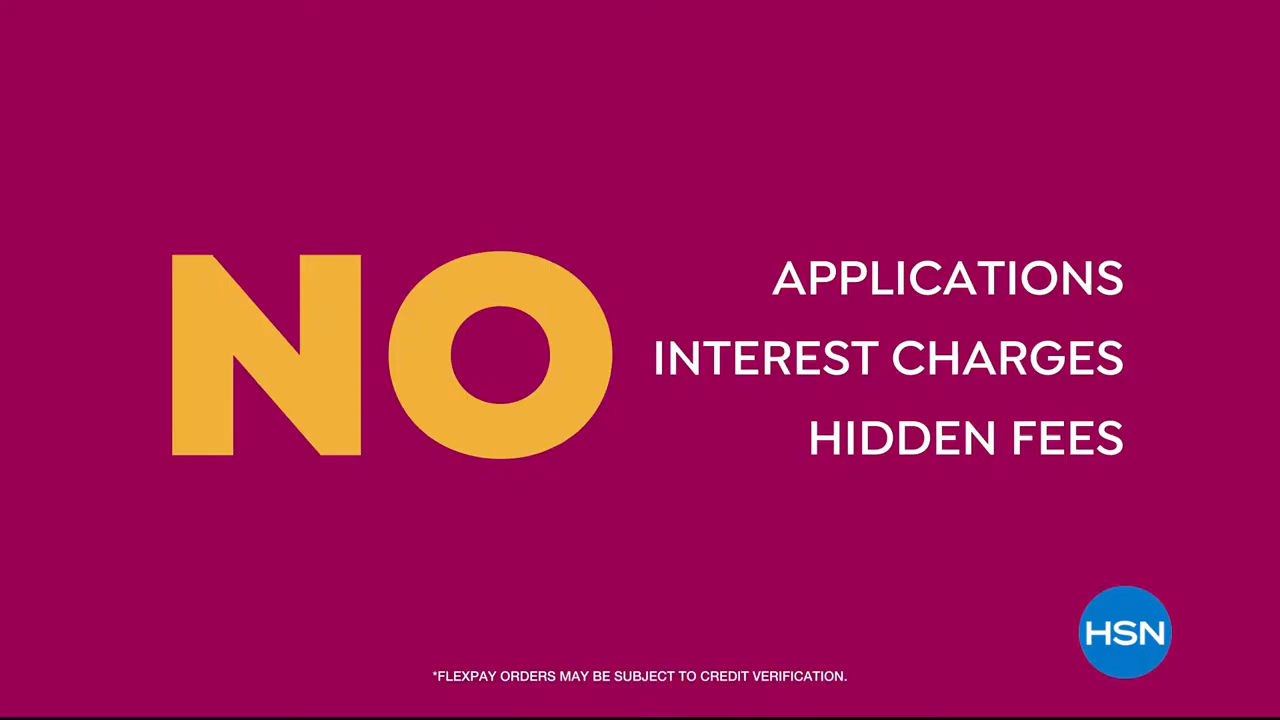 NO
APPLICATIONS
INTEREST CHARGES
HIDDEN FEES
HSN
*FLEXPAY ORDERS MAY BE SUBJECT TO CREDIT VERIFICATION.